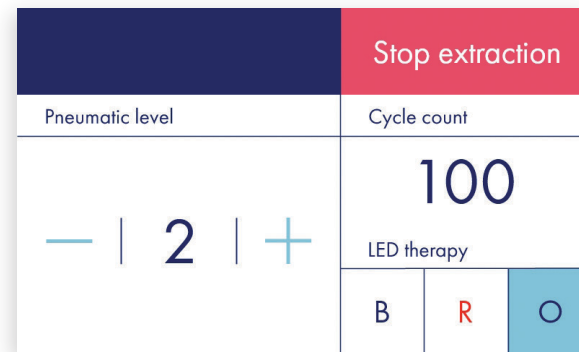 Stop extraction
Pneumatic level
Cycle count
– | 2 | +
100
LED therapy
B R O